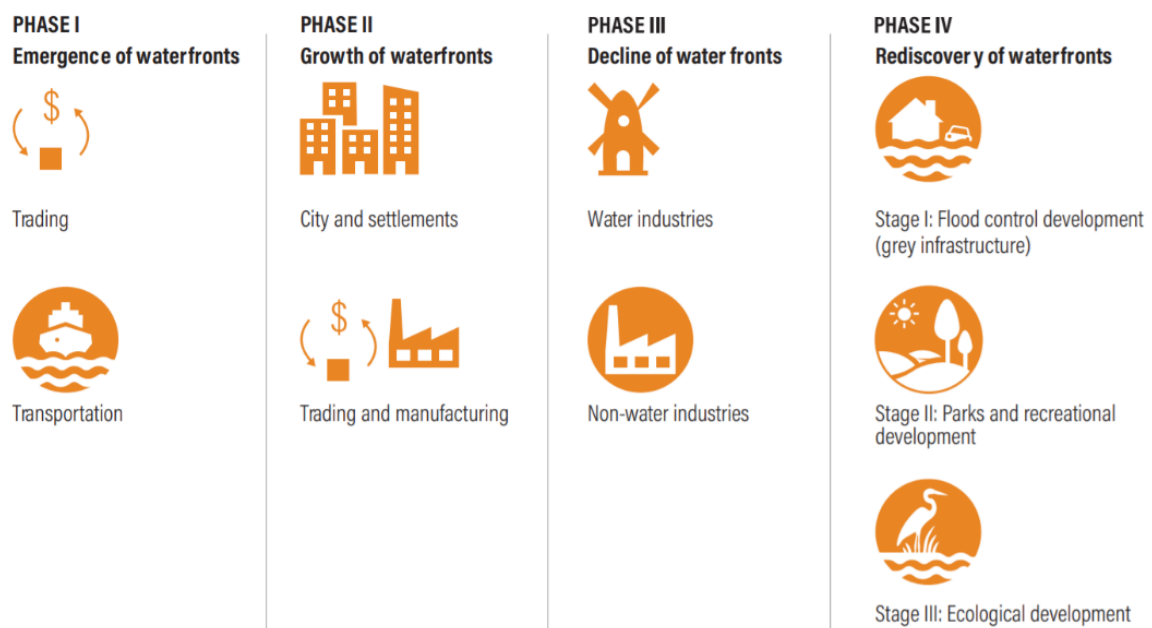 PHASE I
Emergence of waterfronts
$
Trading
Transportation
PHASE II
Growth of waterfronts
City and settlements
$
Trading and manufacturing
PHASE III
Decline of water fronts
Water industries
Non-water industries
PHASE IV
Rediscovery of waterfronts
Stage I: Flood control development
(grey infrastructure)
Stage II: Parks and recreational
development
Stage III: Ecological development